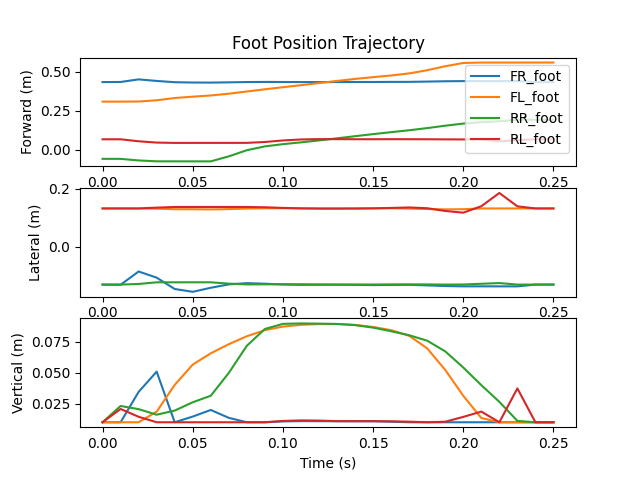 Foot Position Trajectory
Forward (m)
0.50
0.25
0.00
FR_foot
FL_foot
RR_foot
RL_foot
0.00 0.05 0.10 0.15 0.20 0.25
Lateral (m)
0.2
0.0
0.00 0.05 0.10 0.15 0.20 0.25
Vertical (m)
0.075
0.050
0.025
0.00 0.05 0.10 0.15 0.20 0.25
Time (s)